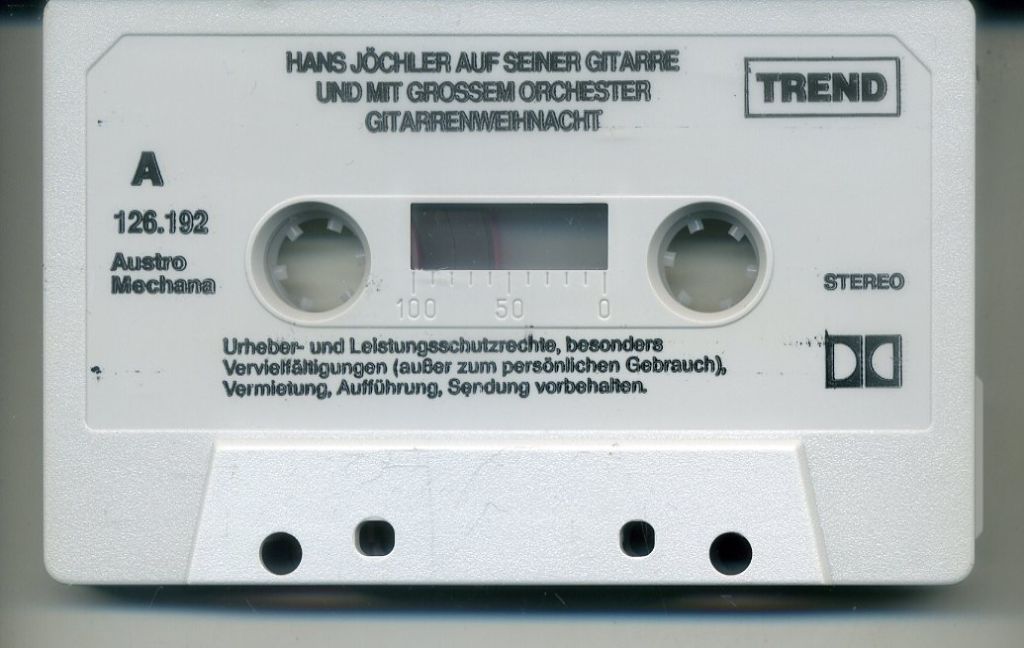 HANS JÖCHLER AUF SEINER GITARRE
UND MIT GROSSEM ORCHESTER
GITARRENWEIHNACHT
TREND
A
126.192
Austro
Mechana
100 50 0
STEREO
Urheber- und Leistungsschutzrechte, besonders
Vervielfältigungen (außer zum persönlichen Gebrauch),
Vermietung, Aufführung, Sendung vorbehalten.